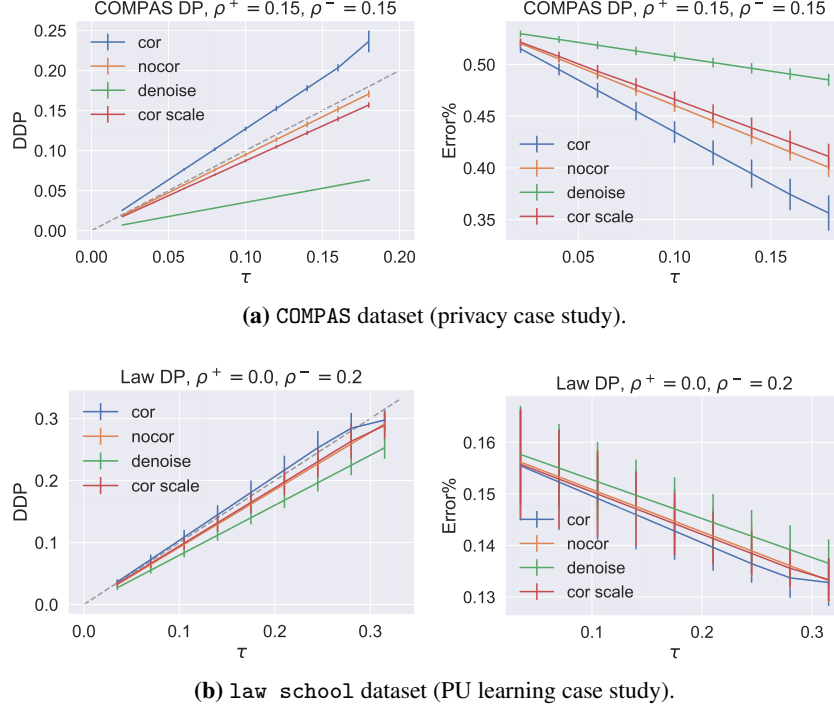 COMPAS DP, ρ⁺ = 0.15, ρ⁻ = 0.15
DDP
0.25
0.20
0.15
0.10
0.05
0.00
cor
nocor
denoise
cor scale
0.00 0.05 0.10 0.15 0.20
τ
COMPAS DP, ρ⁺ = 0.15, ρ⁻ = 0.15
Error%
0.50
0.45
0.40
0.35
cor
nocor
denoise
cor scale
0.05 0.10 0.15
τ
(a) COMPAS dataset (privacy case study).
Law DP, ρ⁺ = 0.0, ρ⁻ = 0.2
DDP
0.3
0.2
0.1
0.0
cor
nocor
denoise
cor scale
0.0 0.1 0.2 0.3
τ
Law DP, ρ⁺ = 0.0, ρ⁻ = 0.2
Error%
0.16
0.15
0.14
0.13
cor
nocor
denoise
cor scale
0.1 0.2 0.3
τ
(b) law school dataset (PU learning case study).